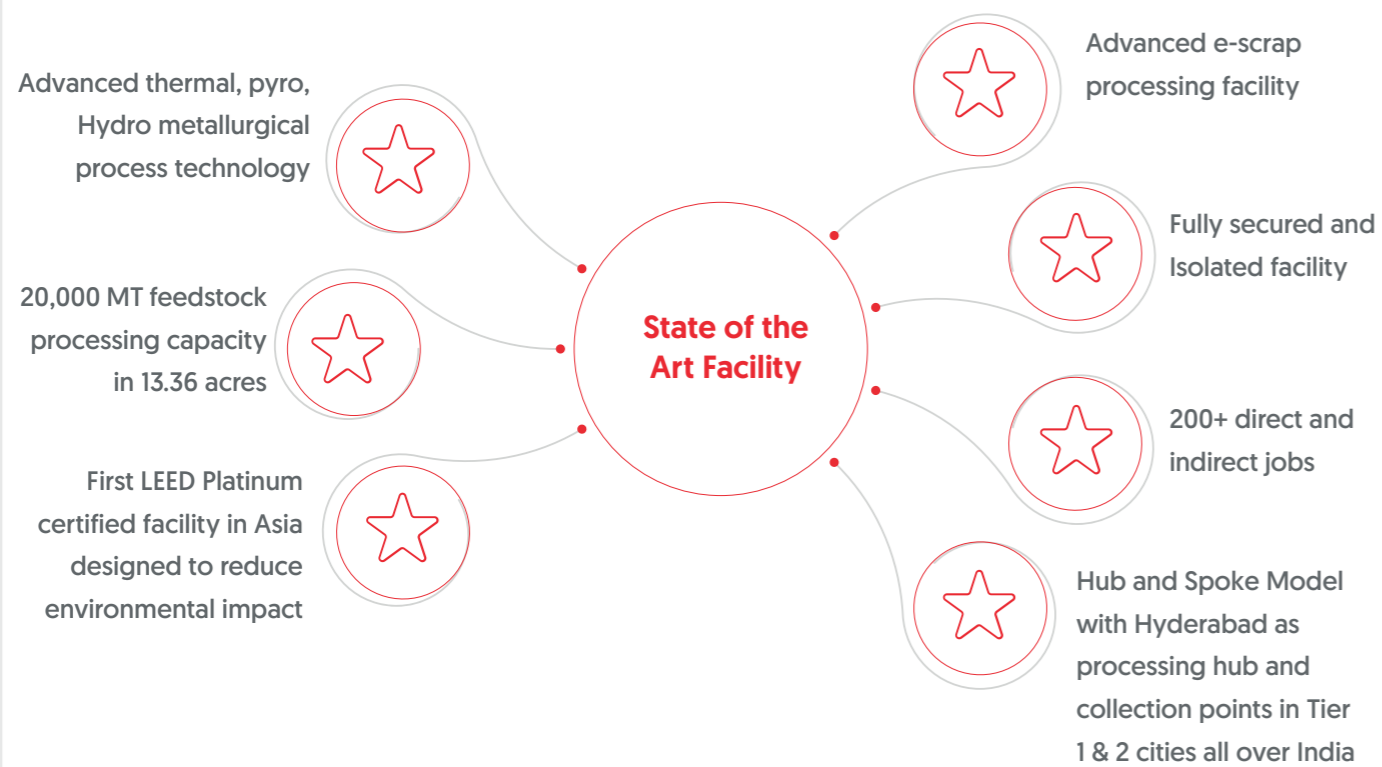 Advanced thermal, pyro,
Hydro metallurgical
process technology
20,000 MT feedstock
processing capacity
in 13.36 acres
First LEED Platinum
certified facility in Asia
designed to reduce
environmental impact
State of the
Art Facility
Advanced e-scrap
processing facility
Fully secured and
Isolated facility
200+ direct and
indirect jobs
Hub and Spoke Model
with Hyderabad as
processing hub and
collection points in Tier
1 & 2 cities all over India